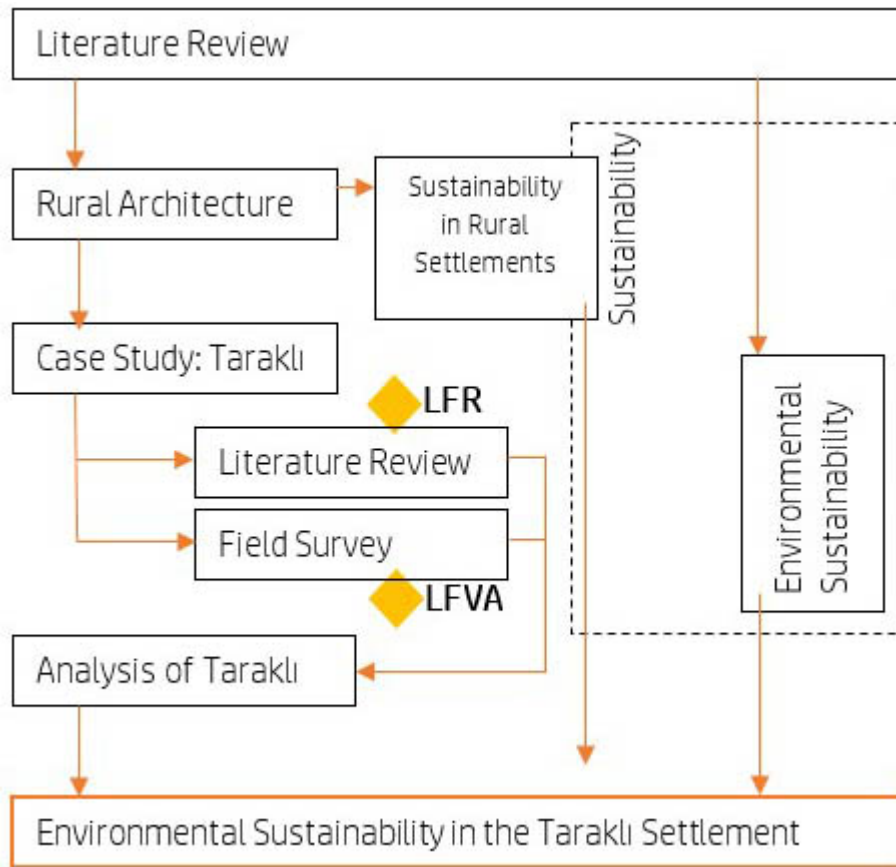 Literature Review
Rural Architecture
Sustainability
in Rural
Settlements
Sustainability
Case Study: Taraklı
LFR
Literature Review
Field Survey
LFVA
Environmental
Sustainability
Analysis of Taraklı
Environmental Sustainability in the Taraklı Settlement